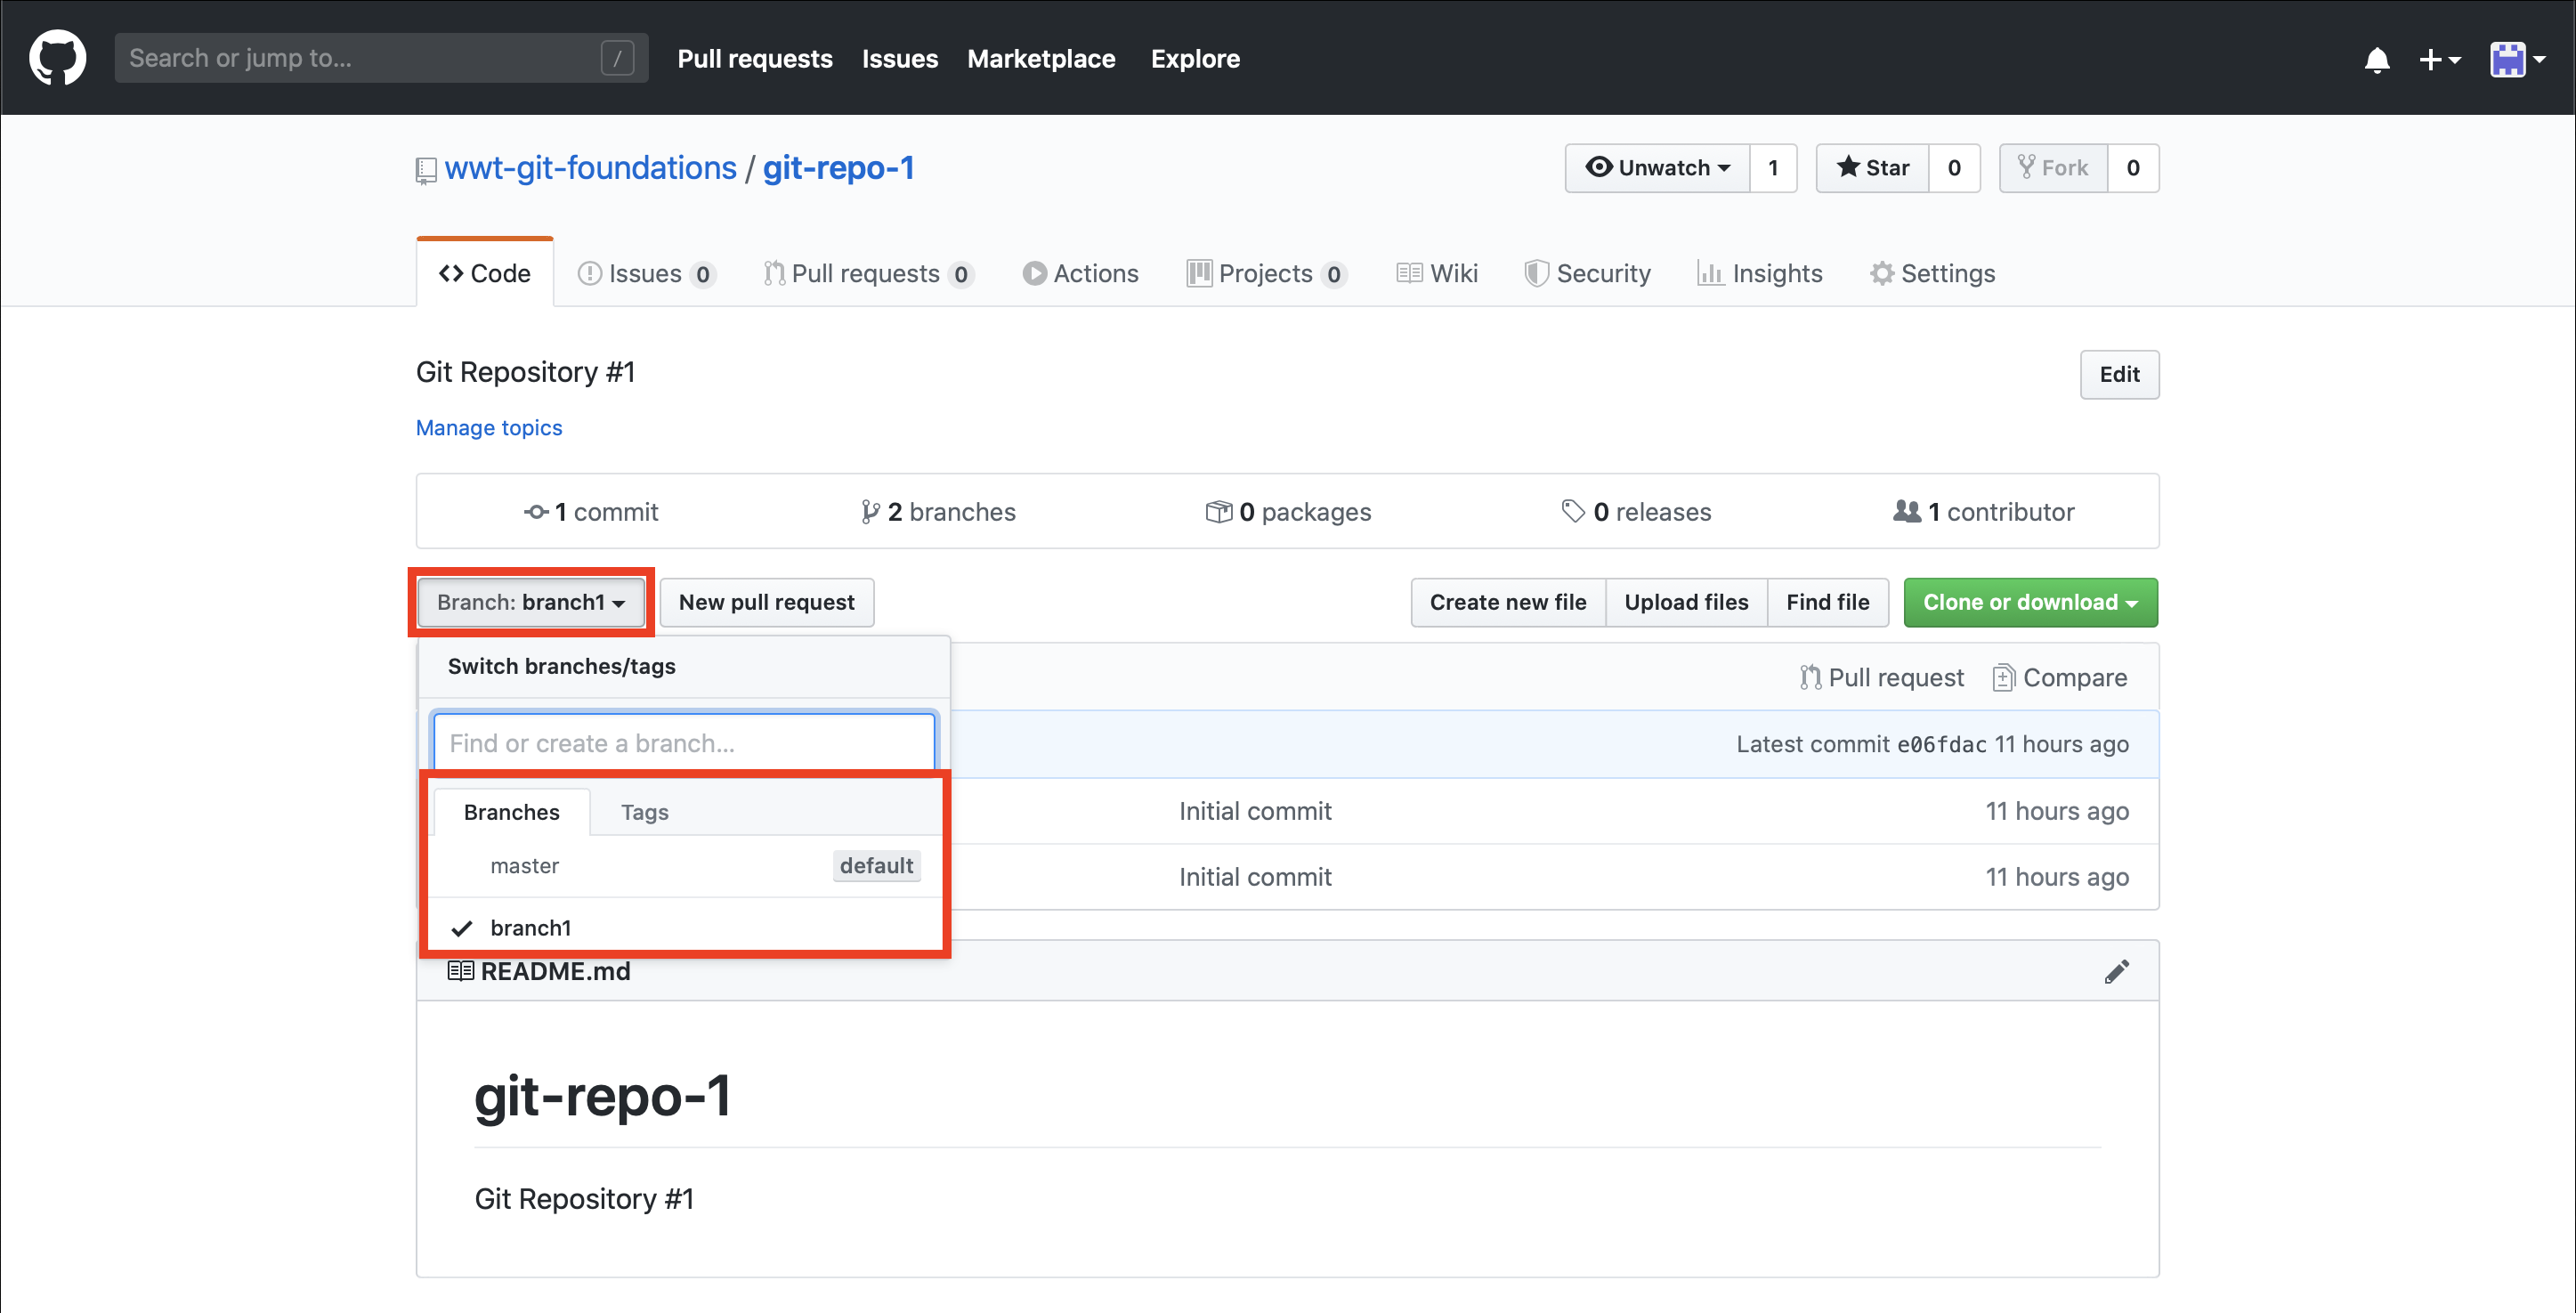 Search or jump to... /
Pull requests Issues Marketplace Explore
wwt-git-foundations / git-repo-1
Unwatch 1 Star 0 Fork 0
Code Issues 0 Pull requests 0 Actions Projects 0 Wiki Security Insights Settings
Git Repository #1
Edit
Manage topics
1 commit 2 branches 0 packages 0 releases 1 contributor
Branch: branch1 New pull request Create new file Upload files Find file Clone or download
Switch branches/tags
Pull request Compare
Find or create a branch...
Latest commit e06fdac 11 hours ago
Branches Tags
Initial commit 11 hours ago
master default
Initial commit 11 hours ago
branch1
README.md
git-repo-1
Git Repository #1